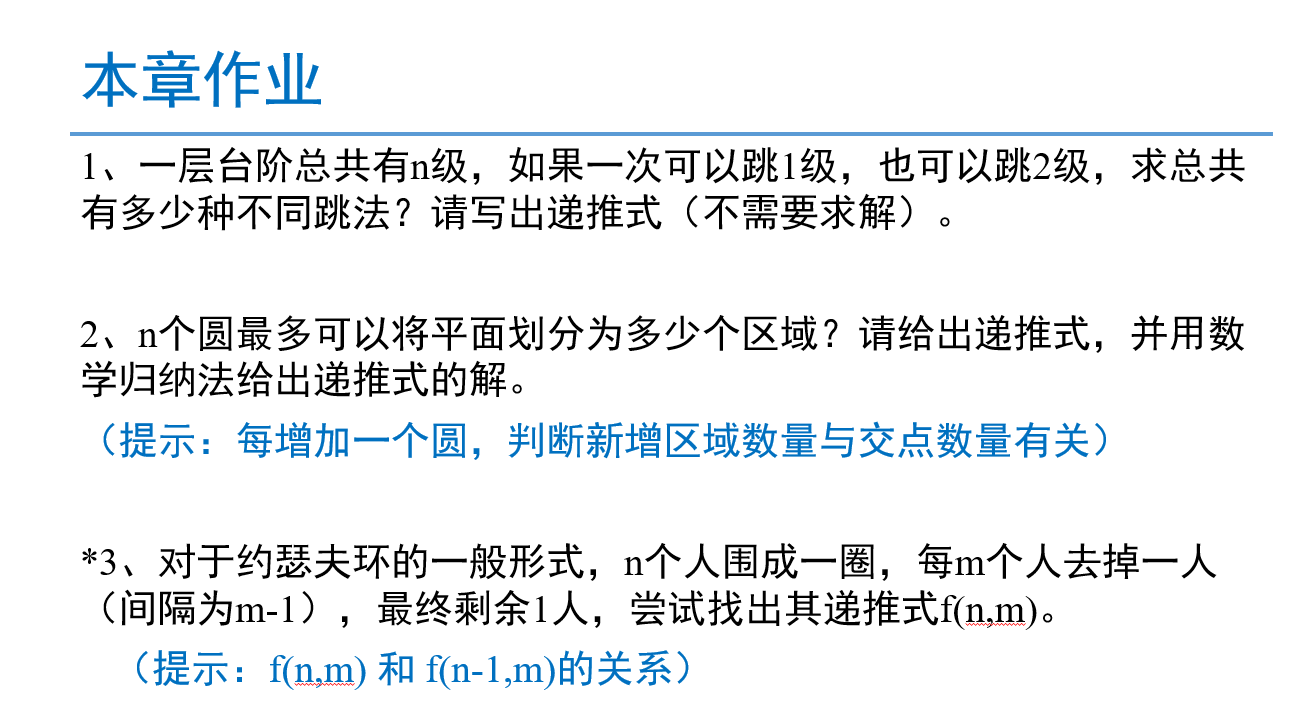 本章作业
1、一层台阶总共有n级，如果一次可以跳1级，也可以跳2级，求总共
有多少种不同跳法？请写出递推式（不需要求解）。
2、n个圆最多可以将平面划分为多少个区域？请给出递推式，并用数
学归纳法给出递推式的解。
（提示：每增加一个圆，判断新增区域数量与交点数量有关）
*3、对于约瑟夫环的一般形式，n个人围成一圈，每m个人去掉一人
（间隔为m-1），最终剩余1人，尝试找出其递推式f(n,m)。
（提示：f(n,m) 和 f(n-1,m)的关系）